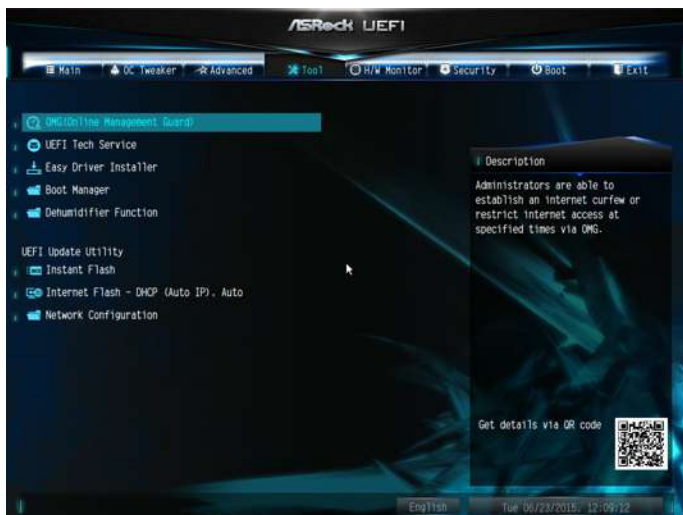 ASRock UEFI
Main OC Tweaker Advanced Tool H/W Monitor Security Boot Exit
OMG(Online Management Guard)
UEFI Tech Service
Easy Driver Installer
Boot Manager
Dehumidifier Function
UEFI Update Utility
Instant Flash
Internet Flash - DHCP (Auto IP), Auto
Network Configuration
Description
Administrators are able to
establish an internet curfew or
restrict internet access at
specified times via OMG.
Get details via QR code
English Tue 06/23/2015, 12:09:12